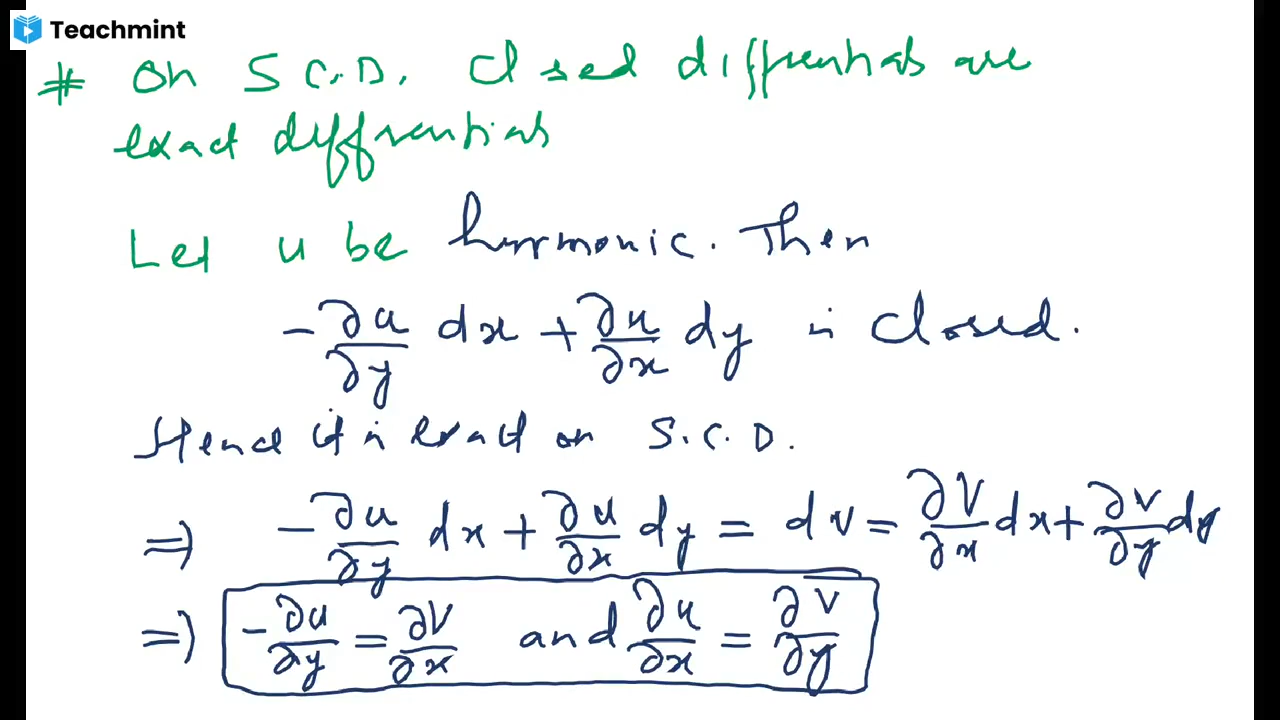 Teachmint
# On S.C.D. closed differentials are
exact differentials
Let u be harmonic. Then
-∂u/∂y dx + ∂u/∂x dy is closed.
Hence it is exact on S.C.D.
⇒ -∂u/∂y dx + ∂u/∂x dy = dv = ∂V/∂x dx + ∂V/∂y dy
⇒ -∂u/∂y = ∂V/∂x and ∂u/∂x = ∂V/∂y